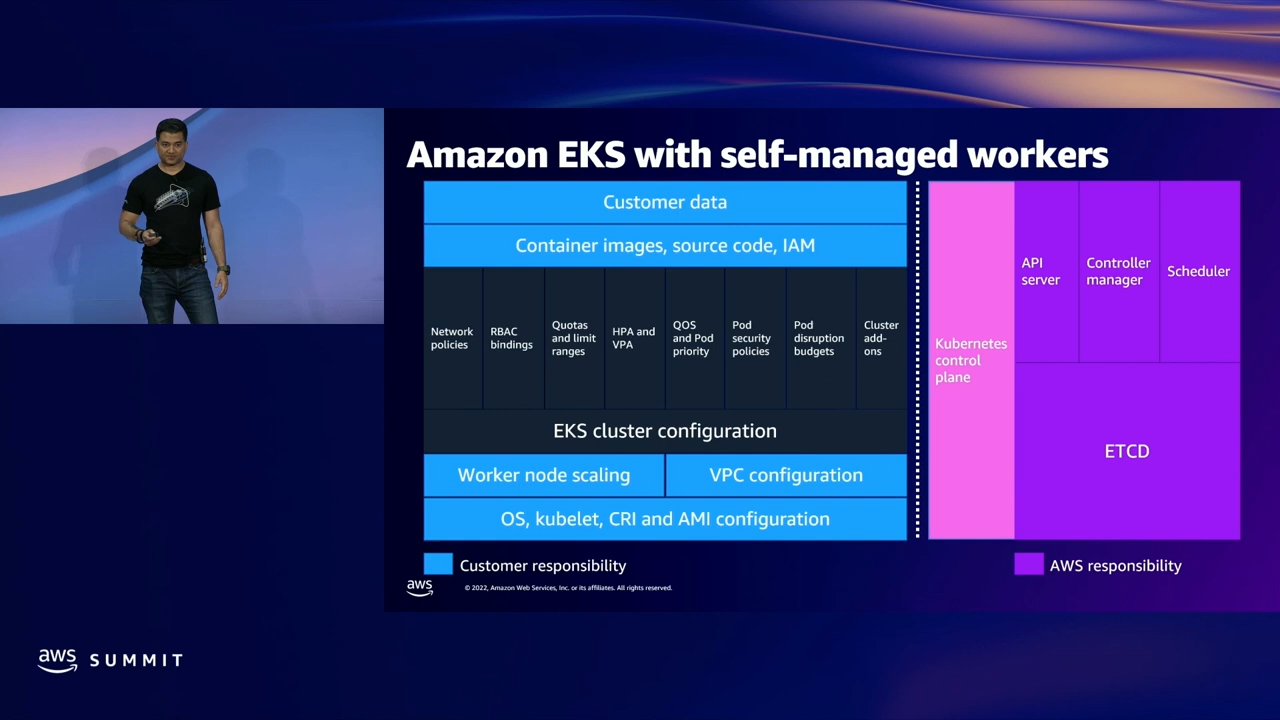 Amazon EKS with self-managed workers
Customer data
Container images, source code, IAM
Network
policies
RBAC
bindings
Quotas
and limit
ranges
HPA and
VPA
QOS
and Pod
priority
Pod
security
policies
Pod
disruption
budgets
Cluster
add-
ons
EKS cluster configuration
Worker node scaling
VPC configuration
OS, kubelet, CRI and AMI configuration
Customer responsibility
Kubernetes
control
plane
API
server
Controller
manager
Scheduler
ETCD
AWS responsibility
aws
© 2022, Amazon Web Services, Inc. or its affiliates. All rights reserved.
aws SUMMIT